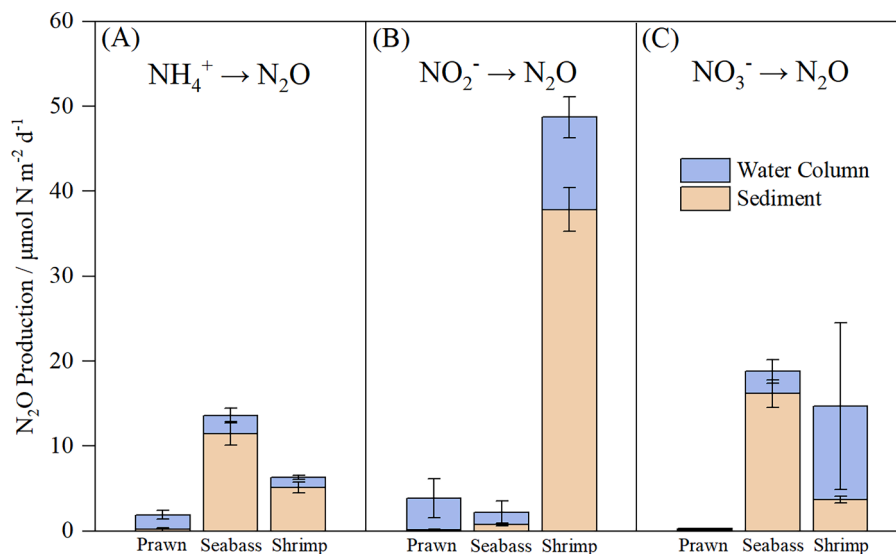 (A)
NH₄⁺ → N₂O
(B)
NO₂⁻ → N₂O
(C)
NO₃⁻ → N₂O
Water Column
Sediment
N₂O Production / μmol N m⁻² d⁻¹
60
50
40
30
20
10
0
Prawn Seabass Shrimp
Prawn Seabass Shrimp
Prawn Seabass Shrimp